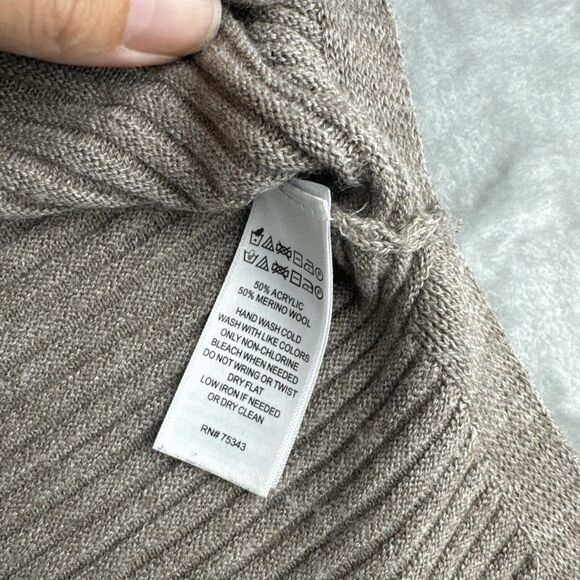 50% ACRYLIC
50% MERINO WOOL
HAND WASH COLD
WASH WITH LIKE COLORS
ONLY NON-CHLORINE
BLEACH WHEN NEEDED
DO NOT WRING OR TWIST
DRY FLAT
LOW IRON IF NEEDED
OR DRY CLEAN
RN# 75343